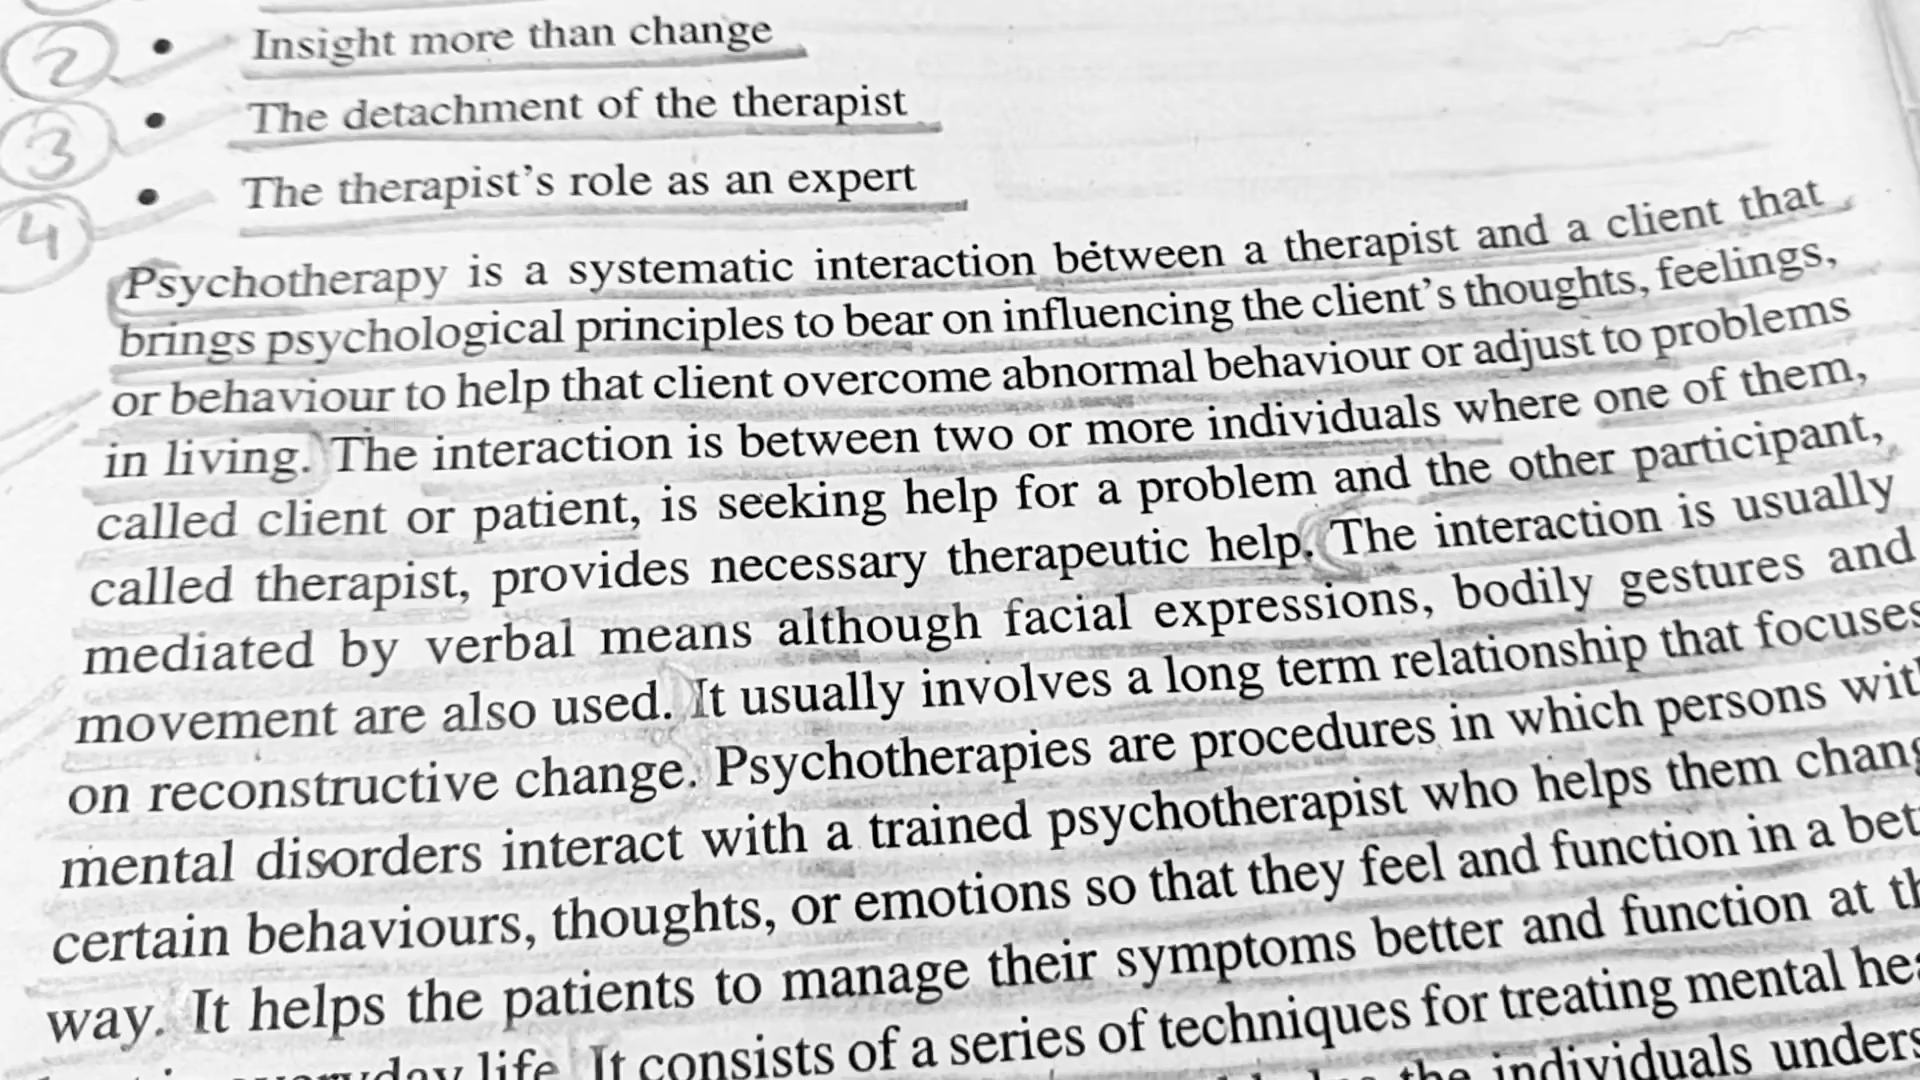 2 • Insight more than change
3 • The detachment of the therapist
4 • The therapist's role as an expert
Psychotherapy is a systematic interaction between a therapist and a client that
brings psychological principles to bear on influencing the client's thoughts, feelings,
or behaviour to help that client overcome abnormal behaviour or adjust to problems
in living. The interaction is between two or more individuals where one of them,
called client or patient, is seeking help for a problem and the other participant,
called therapist, provides necessary therapeutic help. The interaction is usually
mediated by verbal means although facial expressions, bodily gestures and
movement are also used. It usually involves a long term relationship that focuses
on reconstructive change. Psychotherapies are procedures in which persons
mental disorders interact with a trained psychotherapist who helps them
certain behaviours, thoughts, or emotions so that they feel and function in a
way. It helps the patients to manage their symptoms better and function at
life. It consists of a series of techniques for treating mental
the individuals